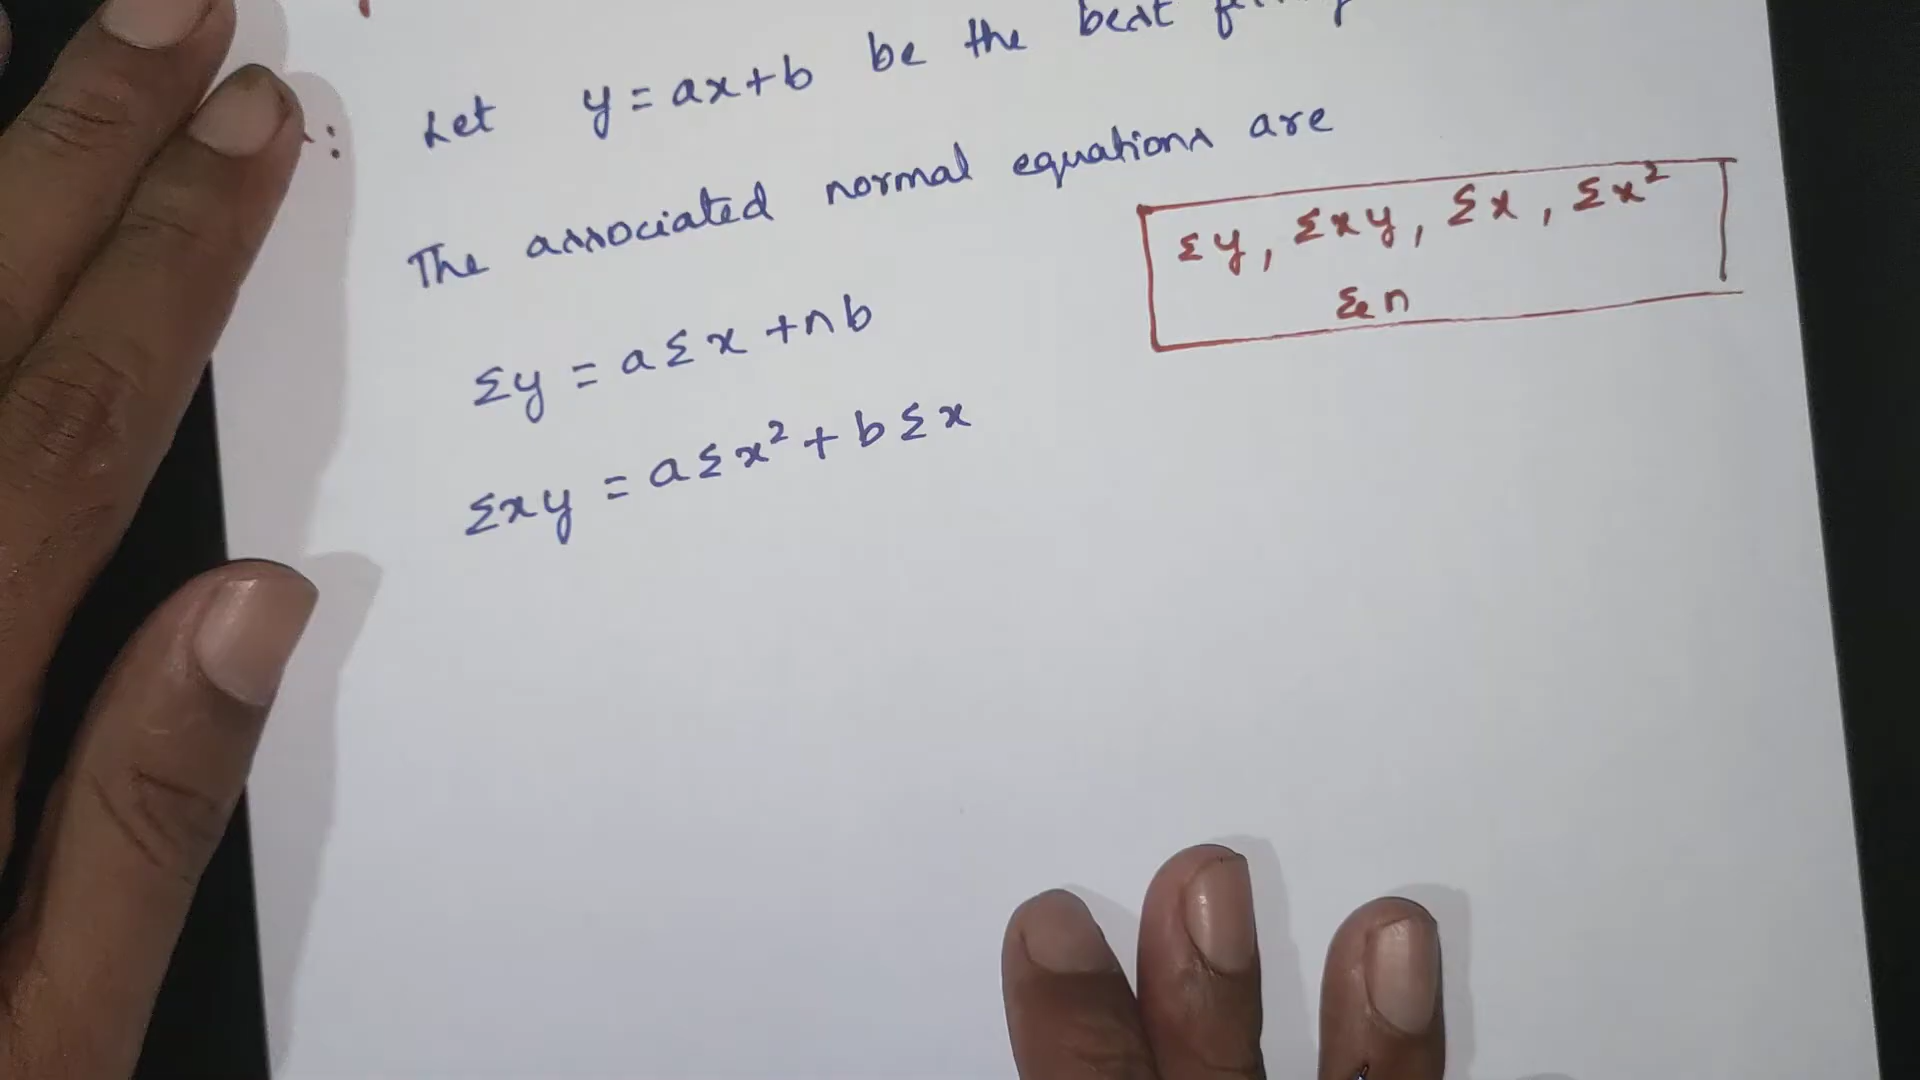 Let y = ax+b be the best
The associated normal equations are
Σy, Σxy, Σx, Σx²
& n
Σy = aΣx + nb
Σxy = aΣx² + bΣx